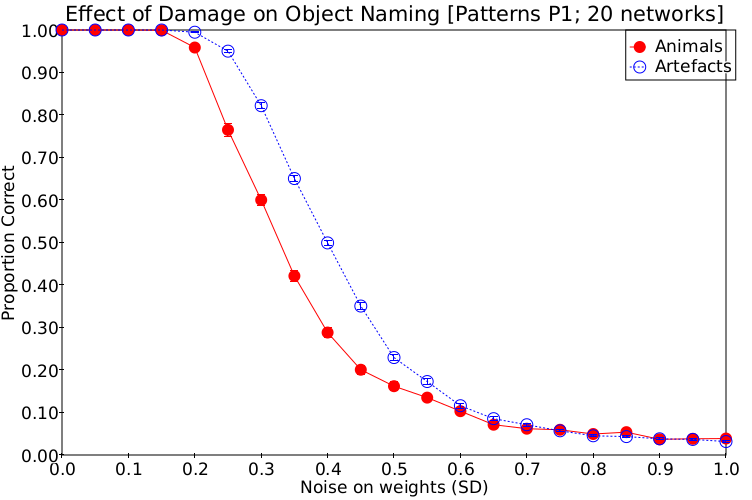 Effect of Damage on Object Naming [Patterns P1; 20 networks]
Animals
Artefacts
Proportion Correct
1.00
0.90
0.80
0.70
0.60
0.50
0.40
0.30
0.20
0.10
0.00
0.0 0.1 0.2 0.3 0.4 0.5 0.6 0.7 0.8 0.9 1.0
Noise on weights (SD)